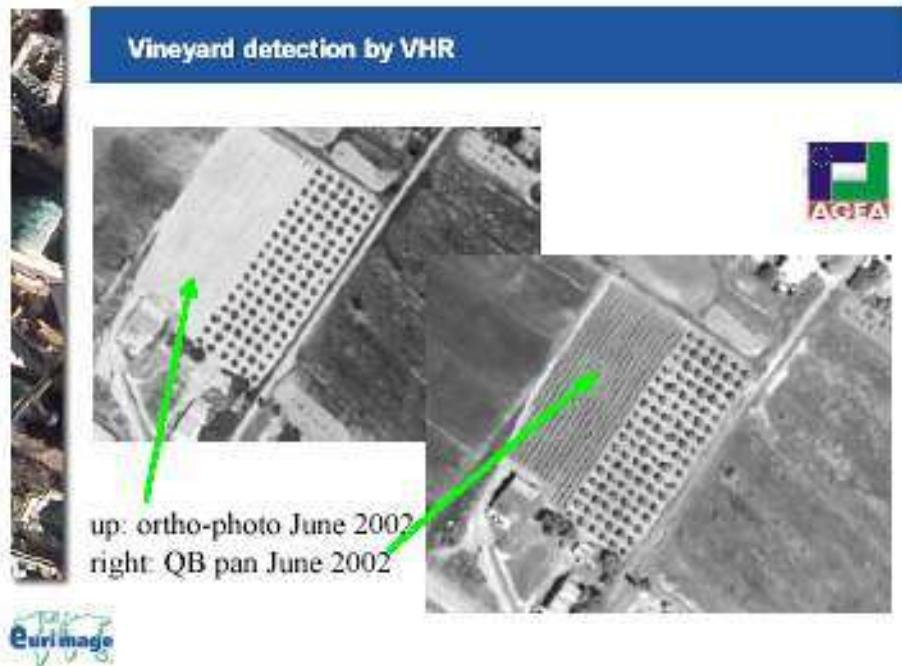 Vineyard detection by VHR
AGEA
up: ortho-photo June 2002
right: QB pan June 2002
eurimage